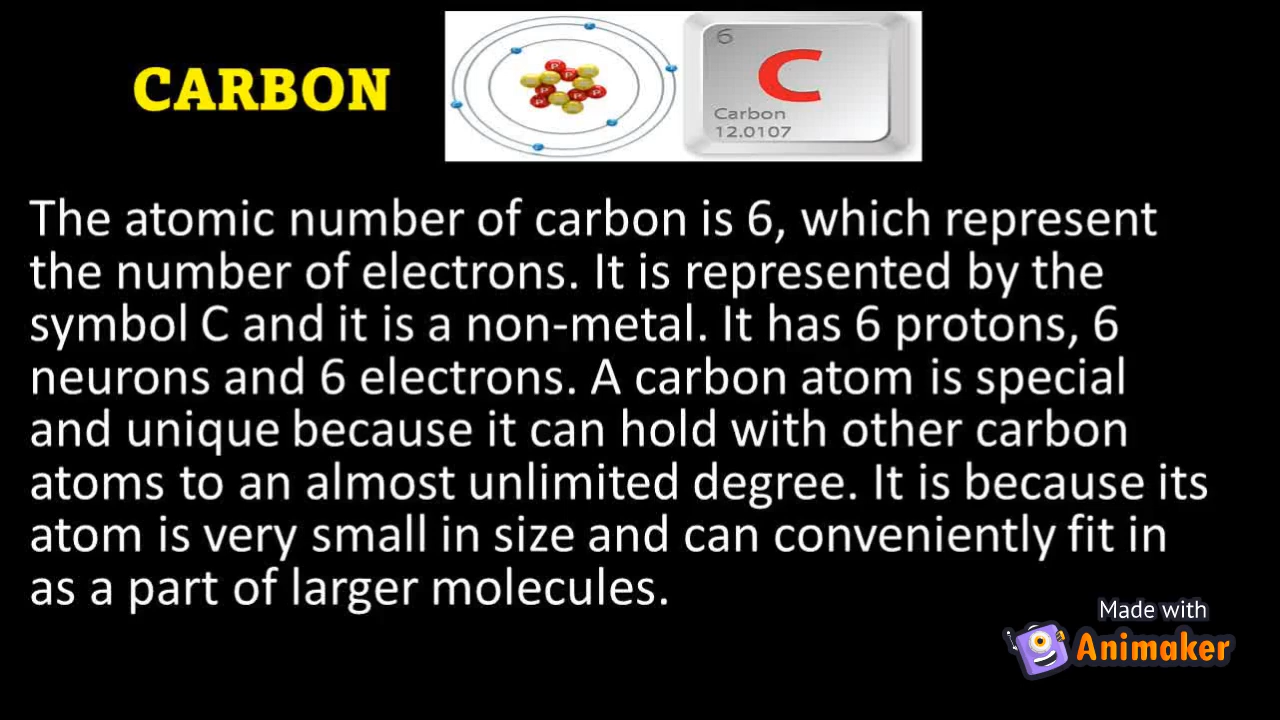 CARBON
6
C
Carbon
12.0107
P
P
P
P
P
P
The atomic number of carbon is 6, which represent
the number of electrons. It is represented by the
symbol C and it is a non-metal. It has 6 protons, 6
neurons and 6 electrons. A carbon atom is special
and unique because it can hold with other carbon
atoms to an almost unlimited degree. It is because its
atom is very small in size and can conveniently fit in
as a part of larger molecules.
Made with
Animaker